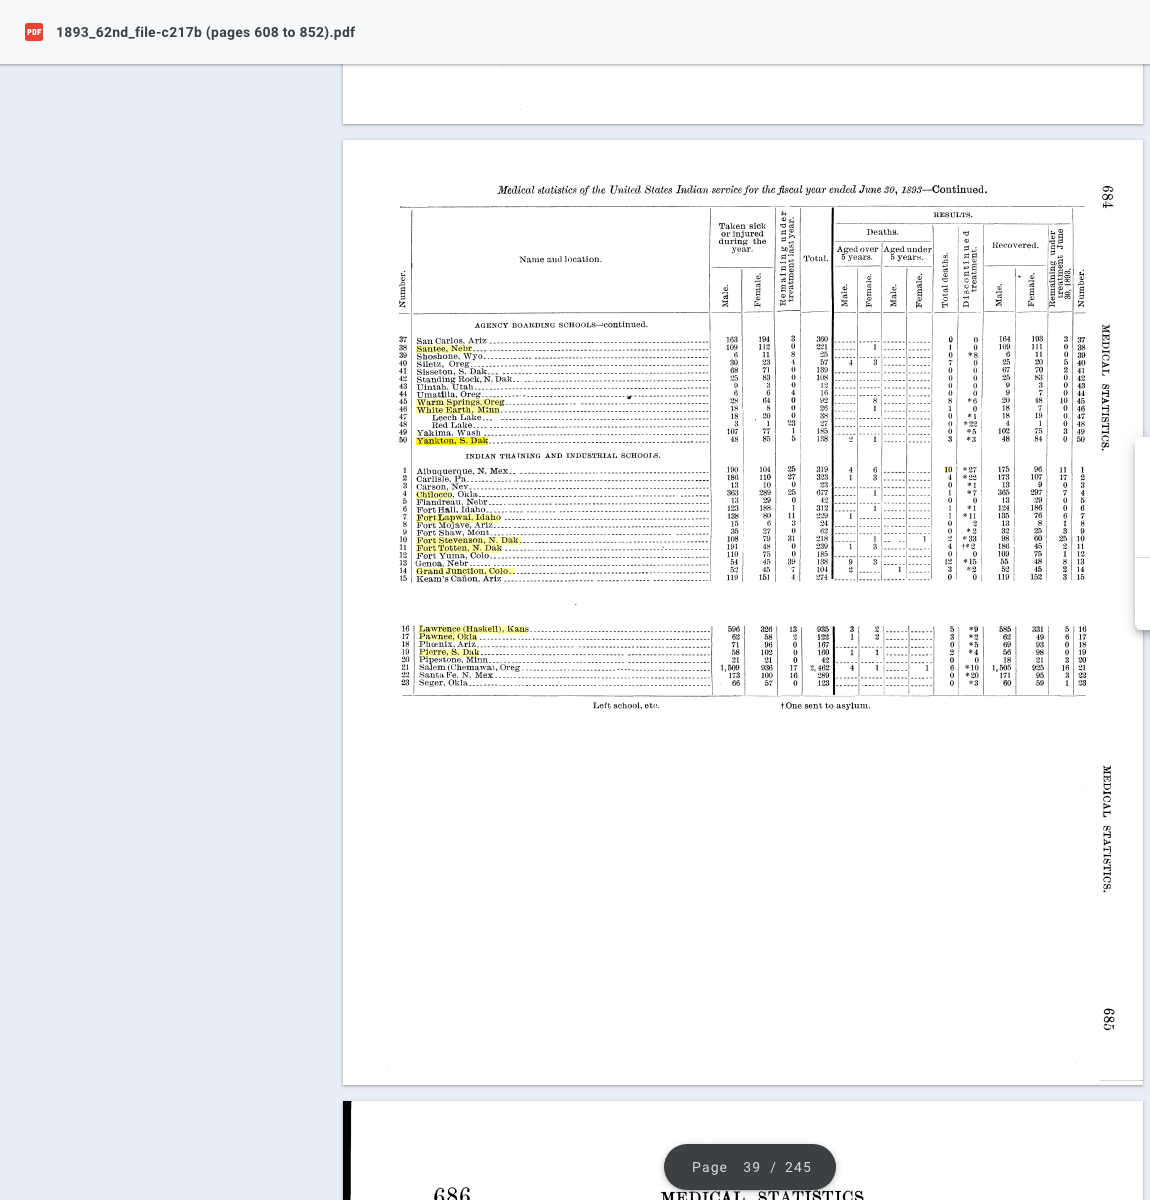 1893_62nd_file-c217b (pages 608 to 852).pdf
684
Medical statistics of the United States Indian service for the fiscal year ended June 30, 1893—Continued.
Number. Name and location. Taken sick or injured during the year. Remaining under treatment last year. Total. RESULTS. Number.
Deaths. Total deaths. Discontinued treatment. Recovered. Remaining under treatment June 30, 1893.
Aged over 5 years. Aged under 5 years.
Male. Female. Male. Female. Male. Female. Male. Female.
AGENCY BOARDING SCHOOLS—continued.
37 San Carlos, Ariz 163 194 3 360 0 0 164 193 3 37
38 Santee, Nebr 109 112 0 221 1 1 0 109 111 0 38
39 Shoshone, Wyo 6 11 8 25 0 *8 6 11 0 39
40 Siletz, Oreg 30 23 4 57 4 3 7 0 25 20 5 40
41 Sisseton, S. Dak 68 71 0 139 0 0 67 70 2 41
42 Standing Rock, N. Dak 25 83 0 108 0 0 25 83 0 42
43 Uintah, Utah 9 3 0 12 0 0 9 3 0 43
44 Umatilla, Oreg 6 6 4 16 0 0 9 7 0 44
45 Warm Springs, Oreg 28 64 0 92 8 8 *6 20 48 10 45
46 White Earth, Minn 18 8 0 26 1 1 0 18 7 0 46
47 Leech Lake 18 20 0 38 0 *1 18 19 0 47
48 Red Lake 3 1 23 27 0 *22 4 1 0 48
49 Yakima, Wash 107 77 1 185 0 *5 102 75 3 49
50 Yankton, S. Dak 48 85 5 138 2 1 3 *3 48 84 0 50
INDIAN TRAINING AND INDUSTRIAL SCHOOLS.
1 Albuquerque, N. Mex 190 104 25 319 4 6 10 *27 175 96 11 1
2 Carlisle, Pa 186 110 27 323 1 3 4 *22 173 107 17 2
3 Carson, Nev 13 10 0 23 0 *1 13 9 0 3
4 Chilocco, Okla 363 289 25 677 1 1 *7 365 297 7 4
5 Flandreau, Nebr 13 29 0 42 0 0 13 29 0 5
6 Fort Hall, Idaho 123 188 1 312 1 1 *1 124 186 0 6
7 Fort Lapwai, Idaho 138 80 11 229 1 1 *11 135 76 6 7
8 Fort Mojave, Ariz 15 6 3 24 0 2 13 8 1 8
9 Fort Shaw, Mont 35 27 0 62 0 *2 32 25 3 9
10 Fort Stevenson, N. Dak 108 79 31 218 1 1 2 *33 98 60 25 10
11 Fort Totten, N. Dak 191 48 0 239 1 3 4 †*2 186 45 2 11
12 Fort Yuma, Colo 110 75 0 185 0 0 109 75 1 12
13 Genoa, Nebr 54 45 39 138 9 3 12 *15 55 48 8 13
14 Grand Junction, Colo 52 45 7 104 2 1 3 *2 52 45 2 14
15 Keam's Cañon, Ariz 119 151 4 274 0 0 119 152 3 15
16 Lawrence (Haskell), Kans 596 326 13 935 3 2 5 *9 585 331 5 16
17 Pawnee, Okla 62 58 2 122 1 2 3 *2 62 49 6 17
18 Phœnix, Ariz 71 96 0 167 0 *5 69 93 0 18
19 Pierre, S. Dak 58 102 0 160 1 1 2 *4 56 98 0 19
20 Pipestone, Minn 21 21 0 42 0 0 18 21 3 20
21 Salem (Chemawa), Oreg 1,509 936 17 2,462 4 1 1 6 *10 1,505 925 16 21
22 Santa Fe, N. Mex 173 100 16 289 0 *20 171 95 3 22
23 Seger, Okla 66 57 0 123 0 *3 60 59 1 23
Left school, etc. †One sent to asylum.
MEDICAL STATISTICS.
MEDICAL STATISTICS.
685
Page 39 / 245
686 MEDICAL STATISTICS